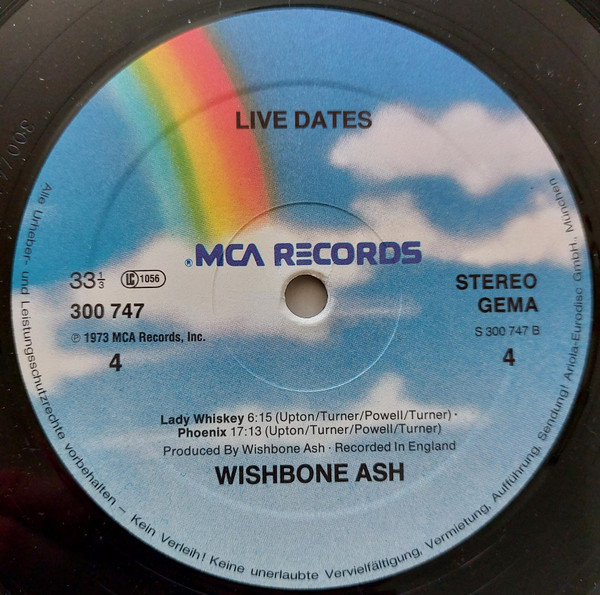 LIVE DATES
® MCA RECORDS
33 1/3 LC 1056
300 747
℗ 1973 MCA Records, Inc.
4
STEREO
GEMA
S 300 747 B
4
Lady Whiskey 6:15 (Upton/Turner/Powell/Turner) ·
Phoenix 17:13 (Upton/Turner/Powell/Turner)
Produced By Wishbone Ash · Recorded In England
WISHBONE ASH
Alle Urheber- und Leistungsschutzrechte vorbehalten – Kein Verleih! Keine unerlaubte Vervielfältigung, Vermietung, Aufführung, Sendung! Ariola-Eurodisc GmbH, München